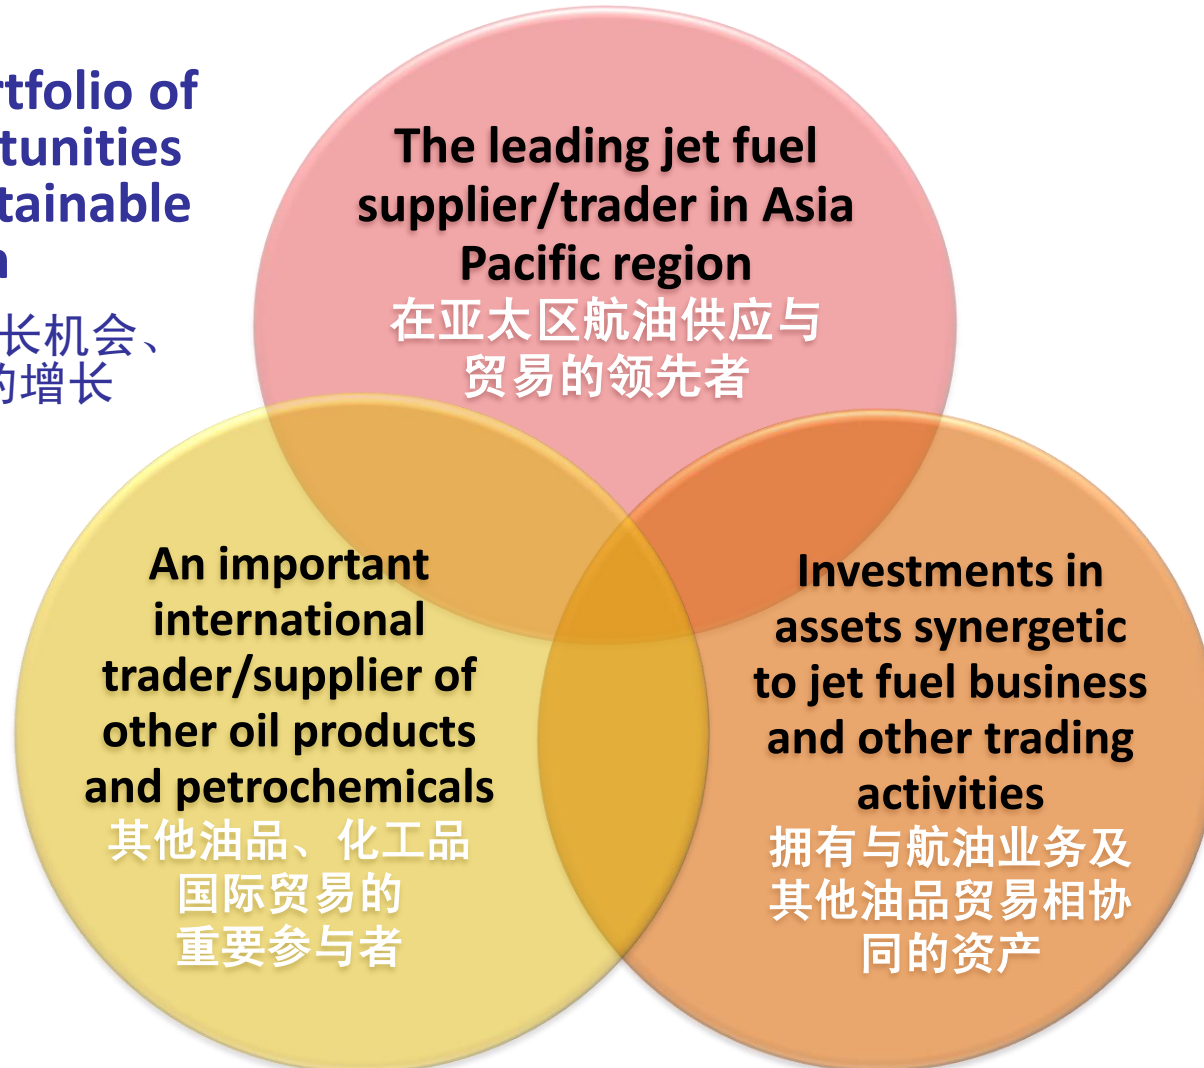 rtfolio of
tunities
tainable
长机会、
的增长
The leading jet fuel
supplier/trader in Asia
Pacific region
在亚太区航油供应与
贸易的领先者
An important
international
trader/supplier of
other oil products
and petrochemicals
其他油品、化工品
国际贸易的
重要参与者
Investments in
assets synergetic
to jet fuel business
and other trading
activities
拥有与航油业务及
其他油品贸易相协
同的资产